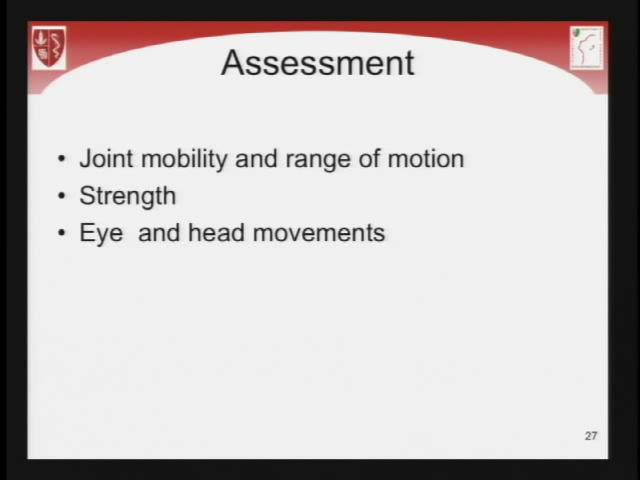 Assessment
• Joint mobility and range of motion
• Strength
• Eye  and head movements
27